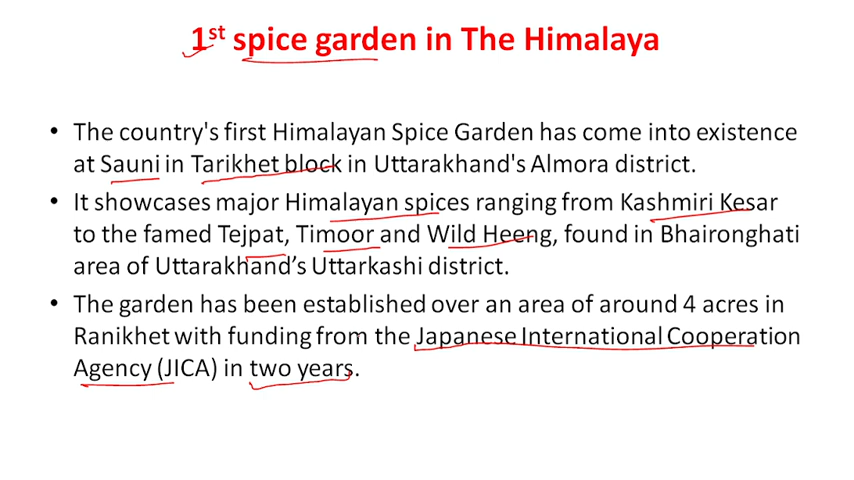 1st spice garden in The Himalaya
• The country's first Himalayan Spice Garden has come into existence
at Sauni in Tarikhet block in Uttarakhand's Almora district.
• It showcases major Himalayan spices ranging from Kashmiri Kesar
to the famed Tejpat, Timoor and Wild Heeng, found in Bhaironghati
area of Uttarakhand’s Uttarkashi district.
• The garden has been established over an area of around 4 acres in
Ranikhet with funding from the Japanese International Cooperation
Agency (JICA) in two years.